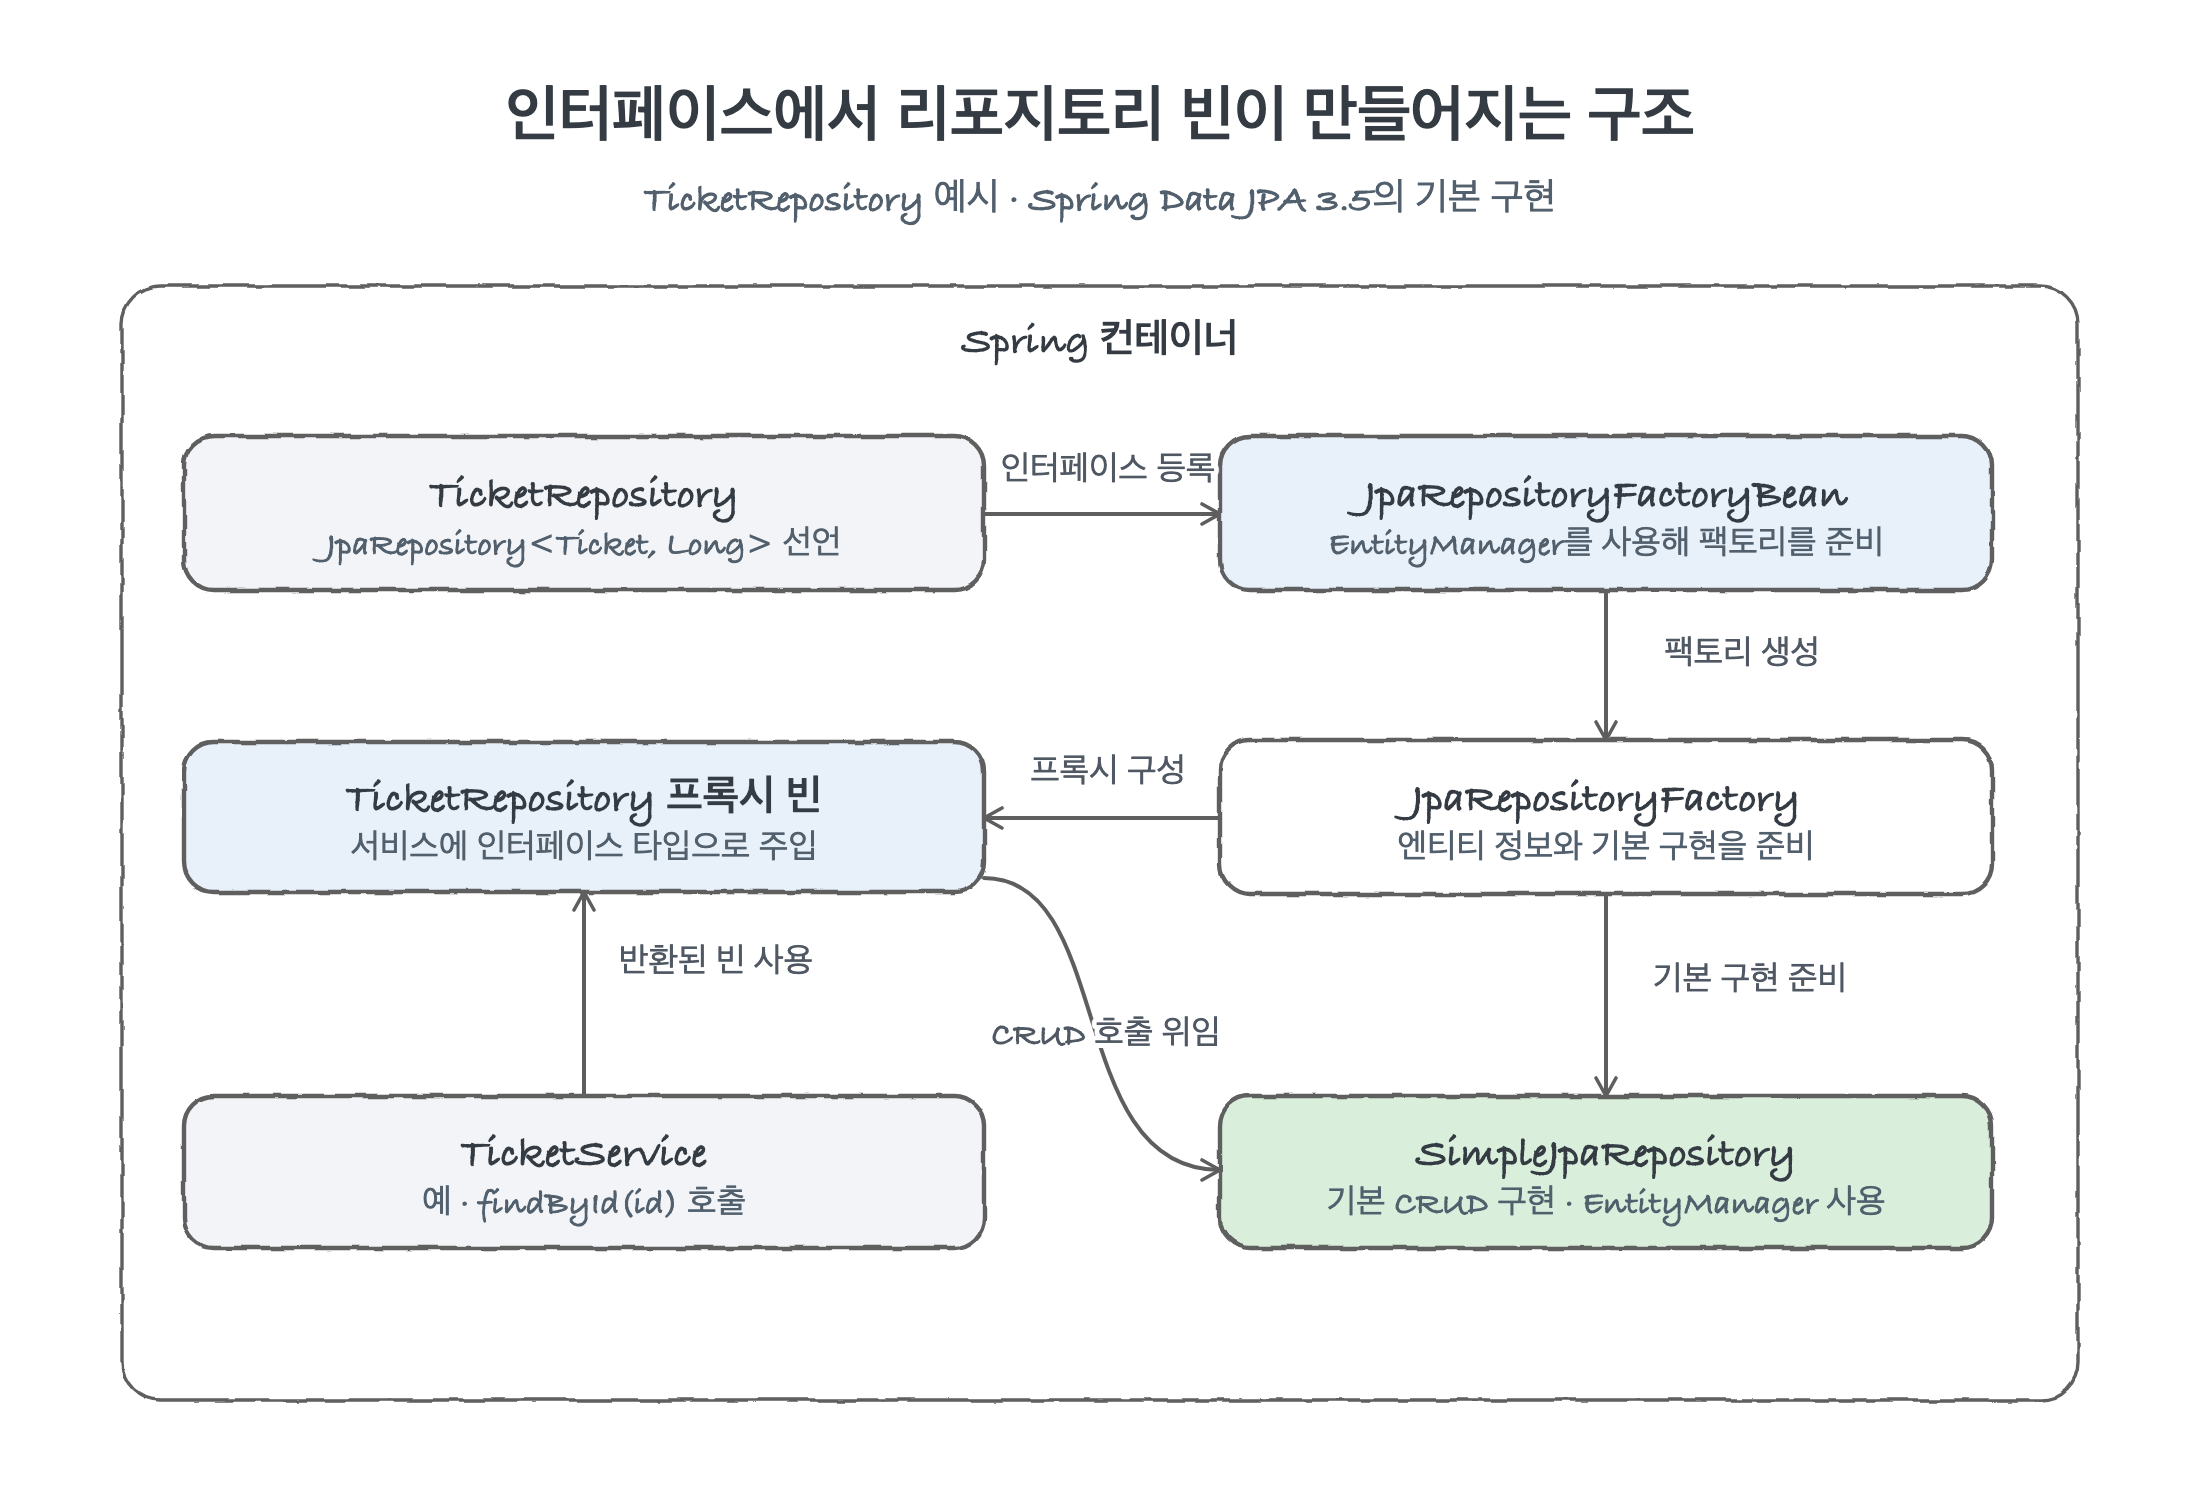 인터페이스에서 리포지토리 빈이 만들어지는 구조
TicketRepository 예시 · Spring Data JPA 3.5의 기본 구현
Spring 컨테이너
TicketRepository
JpaRepository<Ticket, Long> 선언
인터페이스 등록
JpaRepositoryFactoryBean
EntityManager를 사용해 팩토리를 준비
팩토리 생성
TicketRepository 프록시 빈
서비스에 인터페이스 타입으로 주입
프록시 구성
JpaRepositoryFactory
엔티티 정보와 기본 구현을 준비
반환된 빈 사용
CRUD 호출 위임
기본 구현 준비
TicketService
예 · findById(id) 호출
SimpleJpaRepository
기본 CRUD 구현 · EntityManager 사용